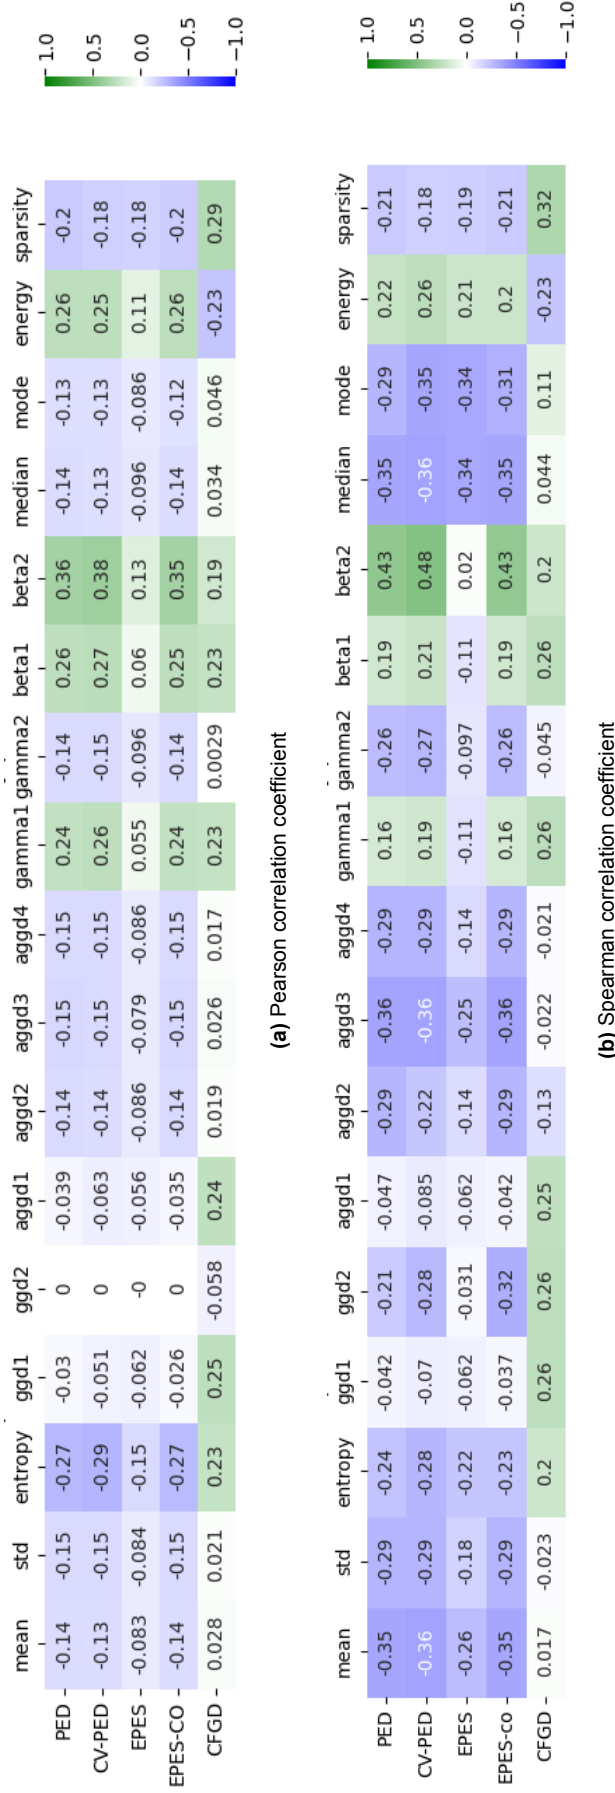 mean std entropy ggd1 ggd2 aggd1 aggd2 aggd3 aggd4 gamma1 gamma2 beta1 beta2 median mode energy sparsity
PED -0.14 -0.15 -0.27 -0.03 0 -0.039 -0.14 -0.15 -0.15 0.24 -0.14 0.26 0.36 -0.14 -0.13 0.26 -0.2
CV-PED -0.13 -0.15 -0.29 -0.051 0 -0.063 -0.14 -0.15 -0.15 0.26 -0.15 0.27 0.38 -0.13 -0.13 0.25 -0.18
EPES -0.083 -0.084 -0.15 -0.062 -0 -0.056 -0.086 -0.079 -0.086 0.055 -0.096 0.06 0.13 -0.096 -0.086 0.11 -0.18
EPES-CO -0.14 -0.15 -0.27 -0.026 0 -0.035 -0.14 -0.15 -0.15 0.24 -0.14 0.25 0.35 -0.14 -0.12 0.26 -0.2
CFGD 0.028 0.021 0.23 0.25 -0.058 0.24 0.019 0.026 0.017 0.23 0.0029 0.23 0.19 0.034 0.046 -0.23 0.29
1.0
0.5
0.0
-0.5
-1.0
(a) Pearson correlation coefficient
mean std entropy ggd1 ggd2 aggd1 aggd2 aggd3 aggd4 gamma1 gamma2 beta1 beta2 median mode energy sparsity
PED -0.35 -0.29 -0.24 -0.042 -0.21 -0.047 -0.29 -0.36 -0.29 0.16 -0.26 0.19 0.43 -0.35 -0.29 0.22 -0.21
CV-PED -0.36 -0.29 -0.28 -0.07 -0.28 -0.085 -0.22 -0.36 -0.29 0.19 -0.27 0.21 0.48 -0.36 -0.35 0.26 -0.18
EPES -0.26 -0.18 -0.22 -0.062 -0.031 -0.062 -0.14 -0.25 -0.14 -0.11 -0.097 -0.11 0.02 -0.34 -0.34 0.21 -0.19
EPES-co -0.35 -0.29 -0.23 -0.037 -0.32 -0.042 -0.29 -0.36 -0.29 0.16 -0.26 0.19 0.43 -0.35 -0.31 0.2 -0.21
CFGD 0.017 -0.023 0.2 0.26 0.26 0.25 -0.13 -0.022 -0.021 0.26 -0.045 0.26 0.2 0.044 0.11 -0.23 0.32
1.0
0.5
0.0
-0.5
-1.0
(b) Spearman correlation coefficient